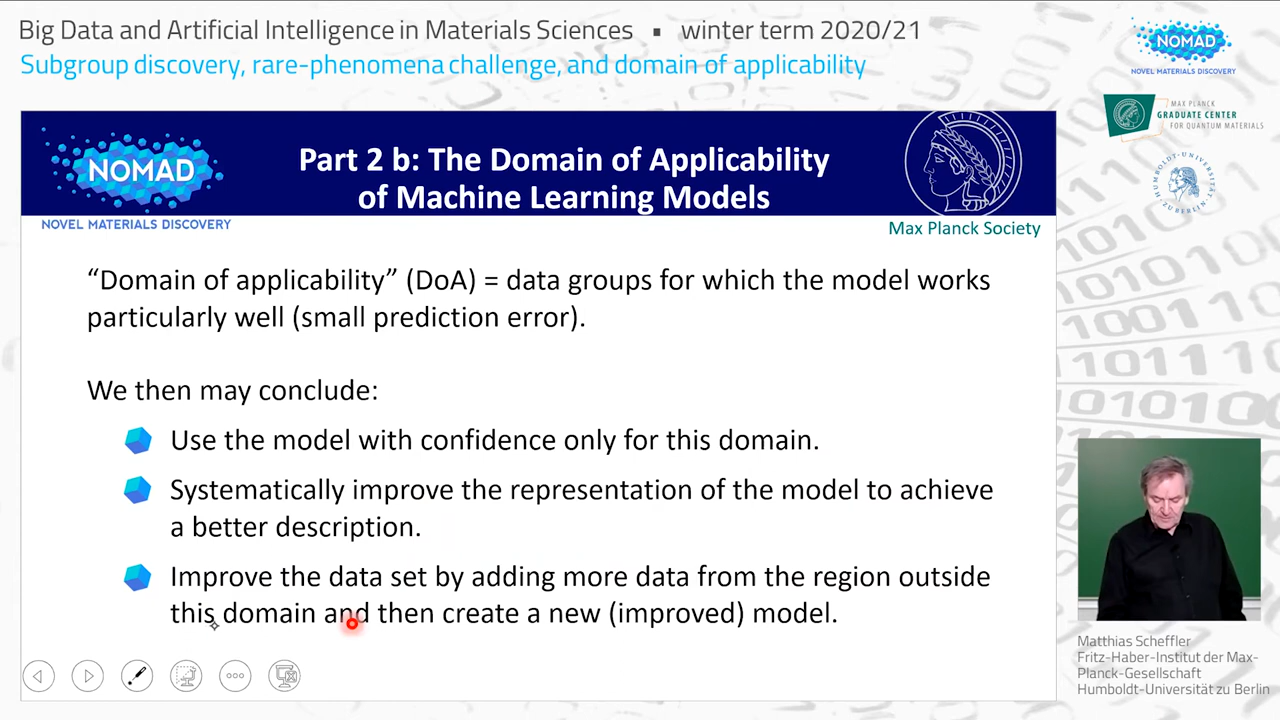 Big Data and Artificial Intelligence in Materials Sciences ▪ winter term 2020/21
Subgroup discovery, rare-phenomena challenge, and domain of applicability
NOMAD
NOVEL MATERIALS DISCOVERY
MAX PLANCK
GRADUATE CENTER
FOR QUANTUM MATERIALS
HUMBOLDT-UNIVERSITÄT ZU BERLIN
NOMAD
NOVEL MATERIALS DISCOVERY
Part 2 b: The Domain of Applicability
of Machine Learning Models
Max Planck Society
“Domain of applicability” (DoA) = data groups for which the model works
particularly well (small prediction error).
We then may conclude:
Use the model with confidence only for this domain.
Systematically improve the representation of the model to achieve
a better description.
Improve the data set by adding more data from the region outside
this domain and then create a new (improved) model.
Matthias Scheffler
Fritz-Haber-Institut der Max-
Planck-Gesellschaft
Humboldt-Universität zu Berlin